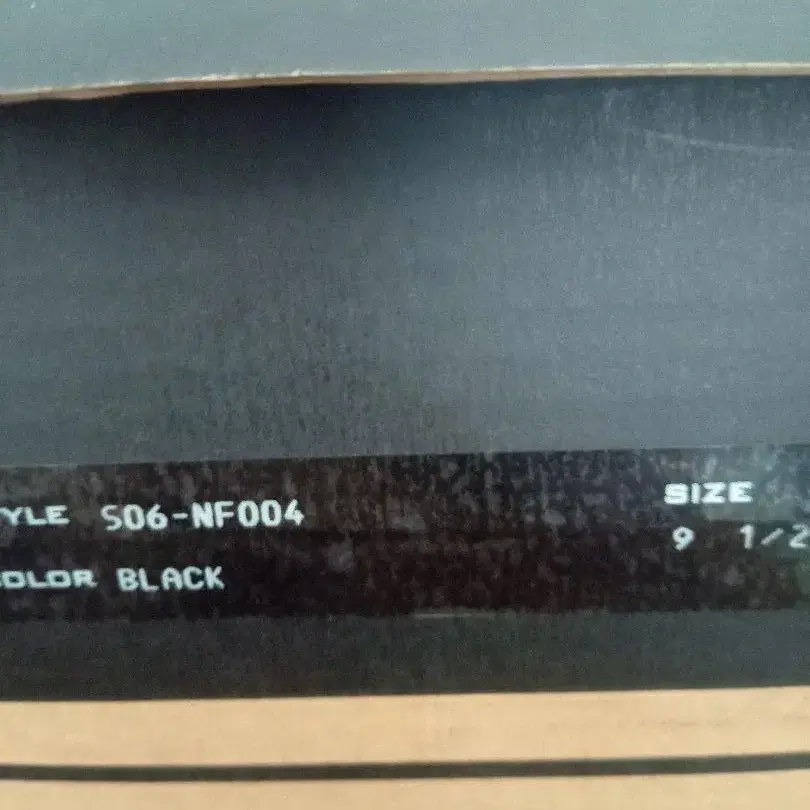 YLE S06-NF004
SIZE
9 1/2
OLOR BLACK